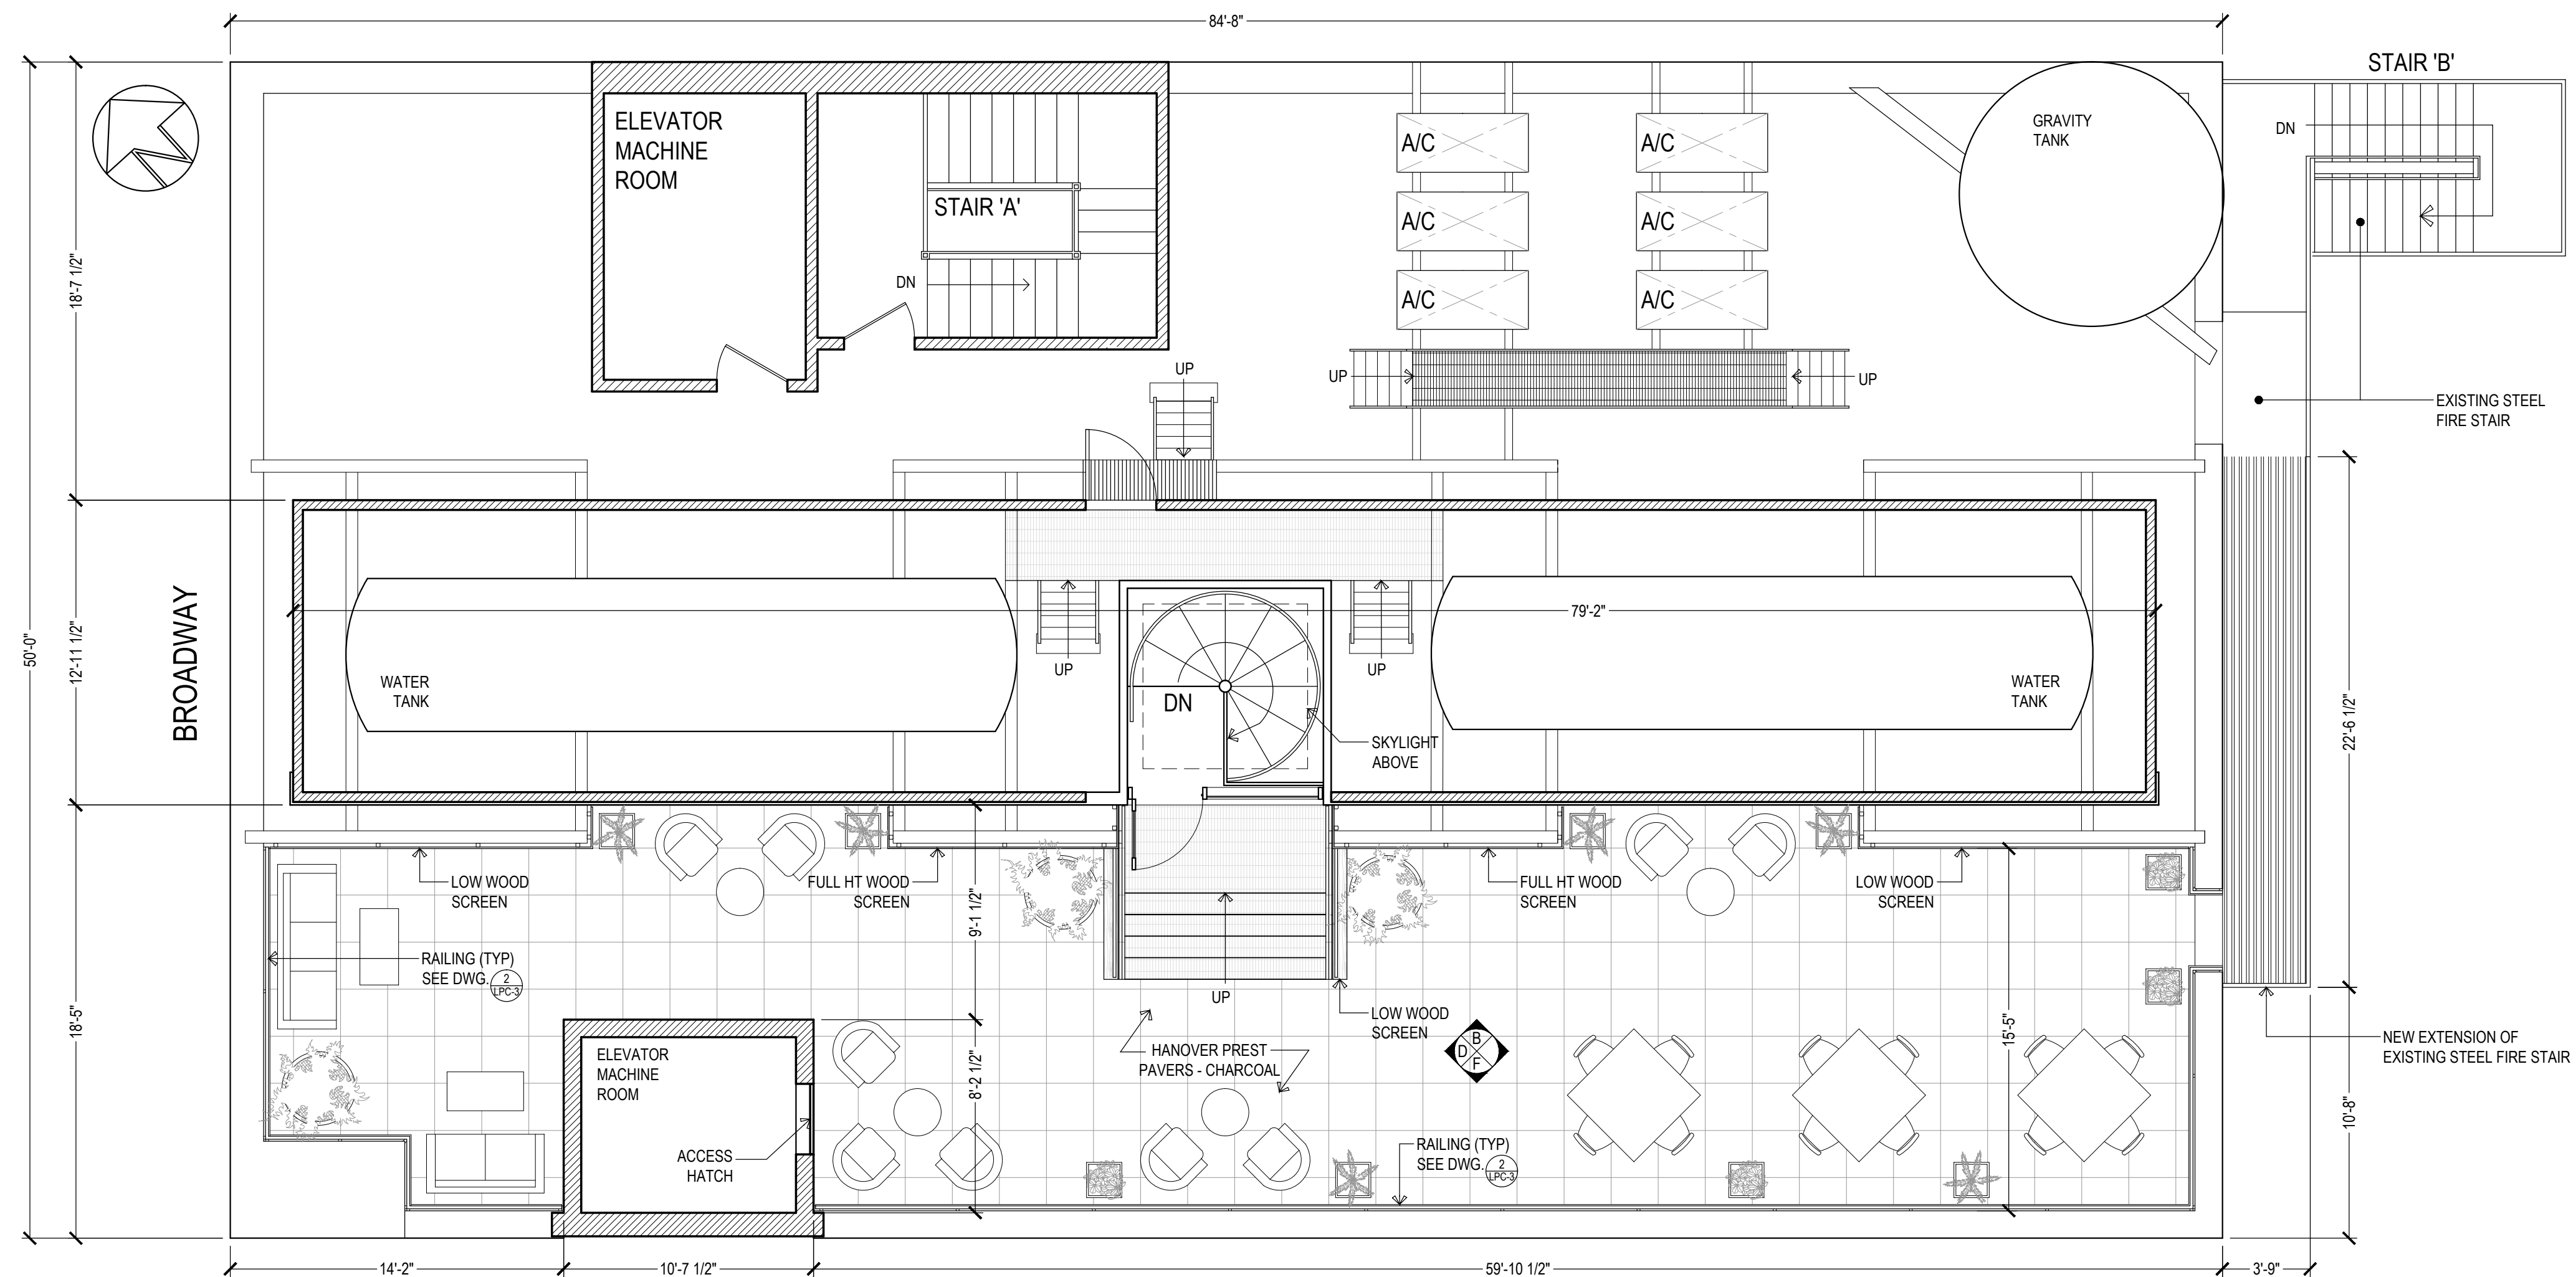 84'-8"
STAIR 'B'
ELEVATOR
MACHINE
ROOM
A/C
A/C
GRAVITY
TANK
DN
STAIR 'A'
A/C
A/C
18'-7 1/2"
DN
A/C
A/C
UP
UP
UP
EXISTING STEEL
FIRE STAIR
BROADWAY
50'-0"
12'-11 1/2"
79'-2"
WATER
TANK
UP
DN
UP
WATER
TANK
SKYLIGHT
ABOVE
22'-6 1/2"
LOW WOOD
SCREEN
FULL HT WOOD
SCREEN
FULL HT WOOD
SCREEN
LOW WOOD
SCREEN
9'-1 1/2"
RAILING (TYP)
SEE DWG.
2
LPC-3
UP
LOW WOOD
SCREEN
18'-5"
15'-5"
HANOVER PREST
PAVERS - CHARCOAL
B
D
F
NEW EXTENSION OF
EXISTING STEEL FIRE STAIR
ELEVATOR
MACHINE
ROOM
8'-2 1/2"
10'-8"
ACCESS
HATCH
RAILING (TYP)
SEE DWG.
2
LPC-3
14'-2"
10'-7 1/2"
59'-10 1/2"
3'-9"